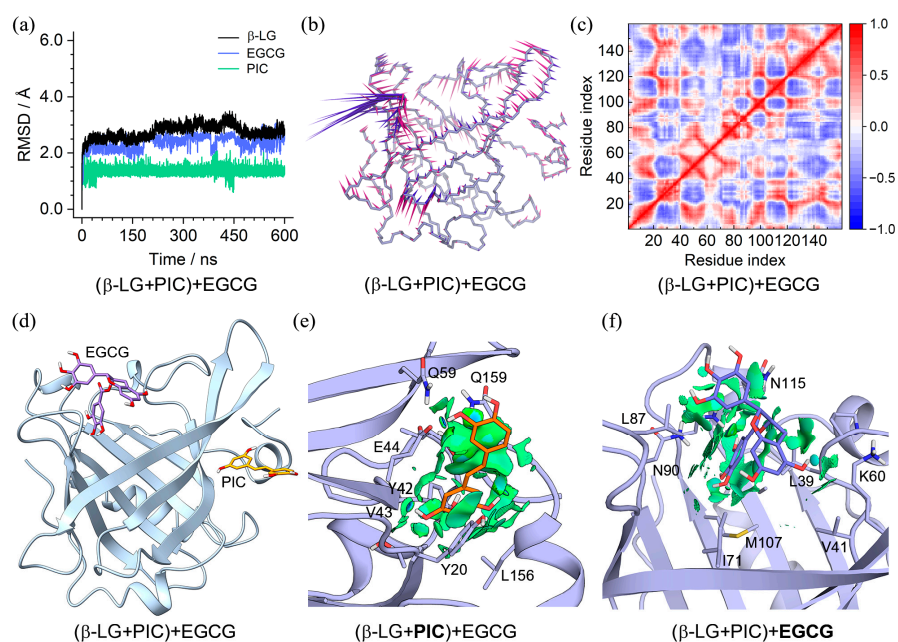 (a)
6.0
4.0
2.0
0.0
RMSD / Å
β-LG
EGCG
PIC
0 150 300 450 600
Time / ns
(β-LG+PIC)+EGCG
(b)
(β-LG+PIC)+EGCG
(c)
160
140
120
100
80
60
40
20
Residue index
20 40 60 80 100 120 140
Residue index
1.0
0.5
0.0
−0.5
−1.0
(β-LG+PIC)+EGCG
(d)
EGCG
PIC
(β-LG+PIC)+EGCG
(e)
Q59
Q159
E44
Y42
V43
Y20
L156
(β-LG+PIC)+EGCG
(f)
N115
L87
N90
L39
K60
M107
I71
V41
(β-LG+PIC)+EGCG